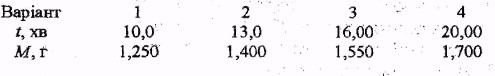 Варіант 1 2 3 4
t, хв 10,0 13,0 16,00 20,00
M, г 1,250 1,400 1,550 1,700